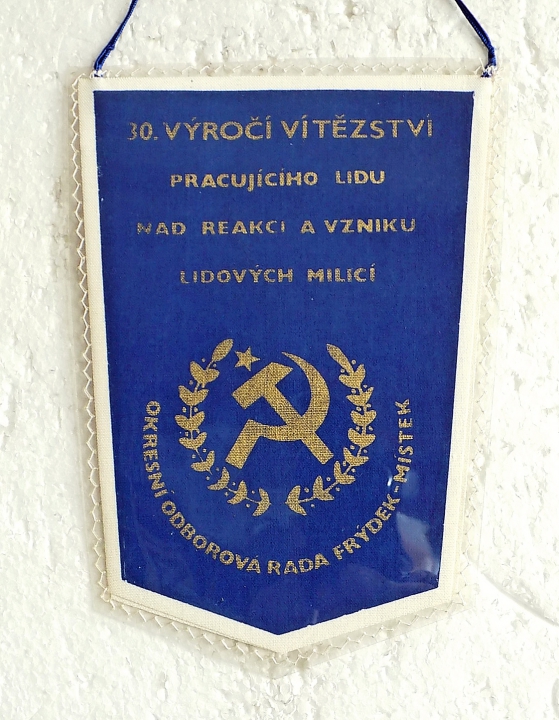 30. VÝROČÍ VÍTĚZSTVÍ
PRACUJÍCÍHO LIDU
NAD REAKCÍ A VZNIKU
LIDOVÝCH MILICÍ
OKRESNÍ ODBOROVÁ RADA FRÝDEK-MÍSTEK